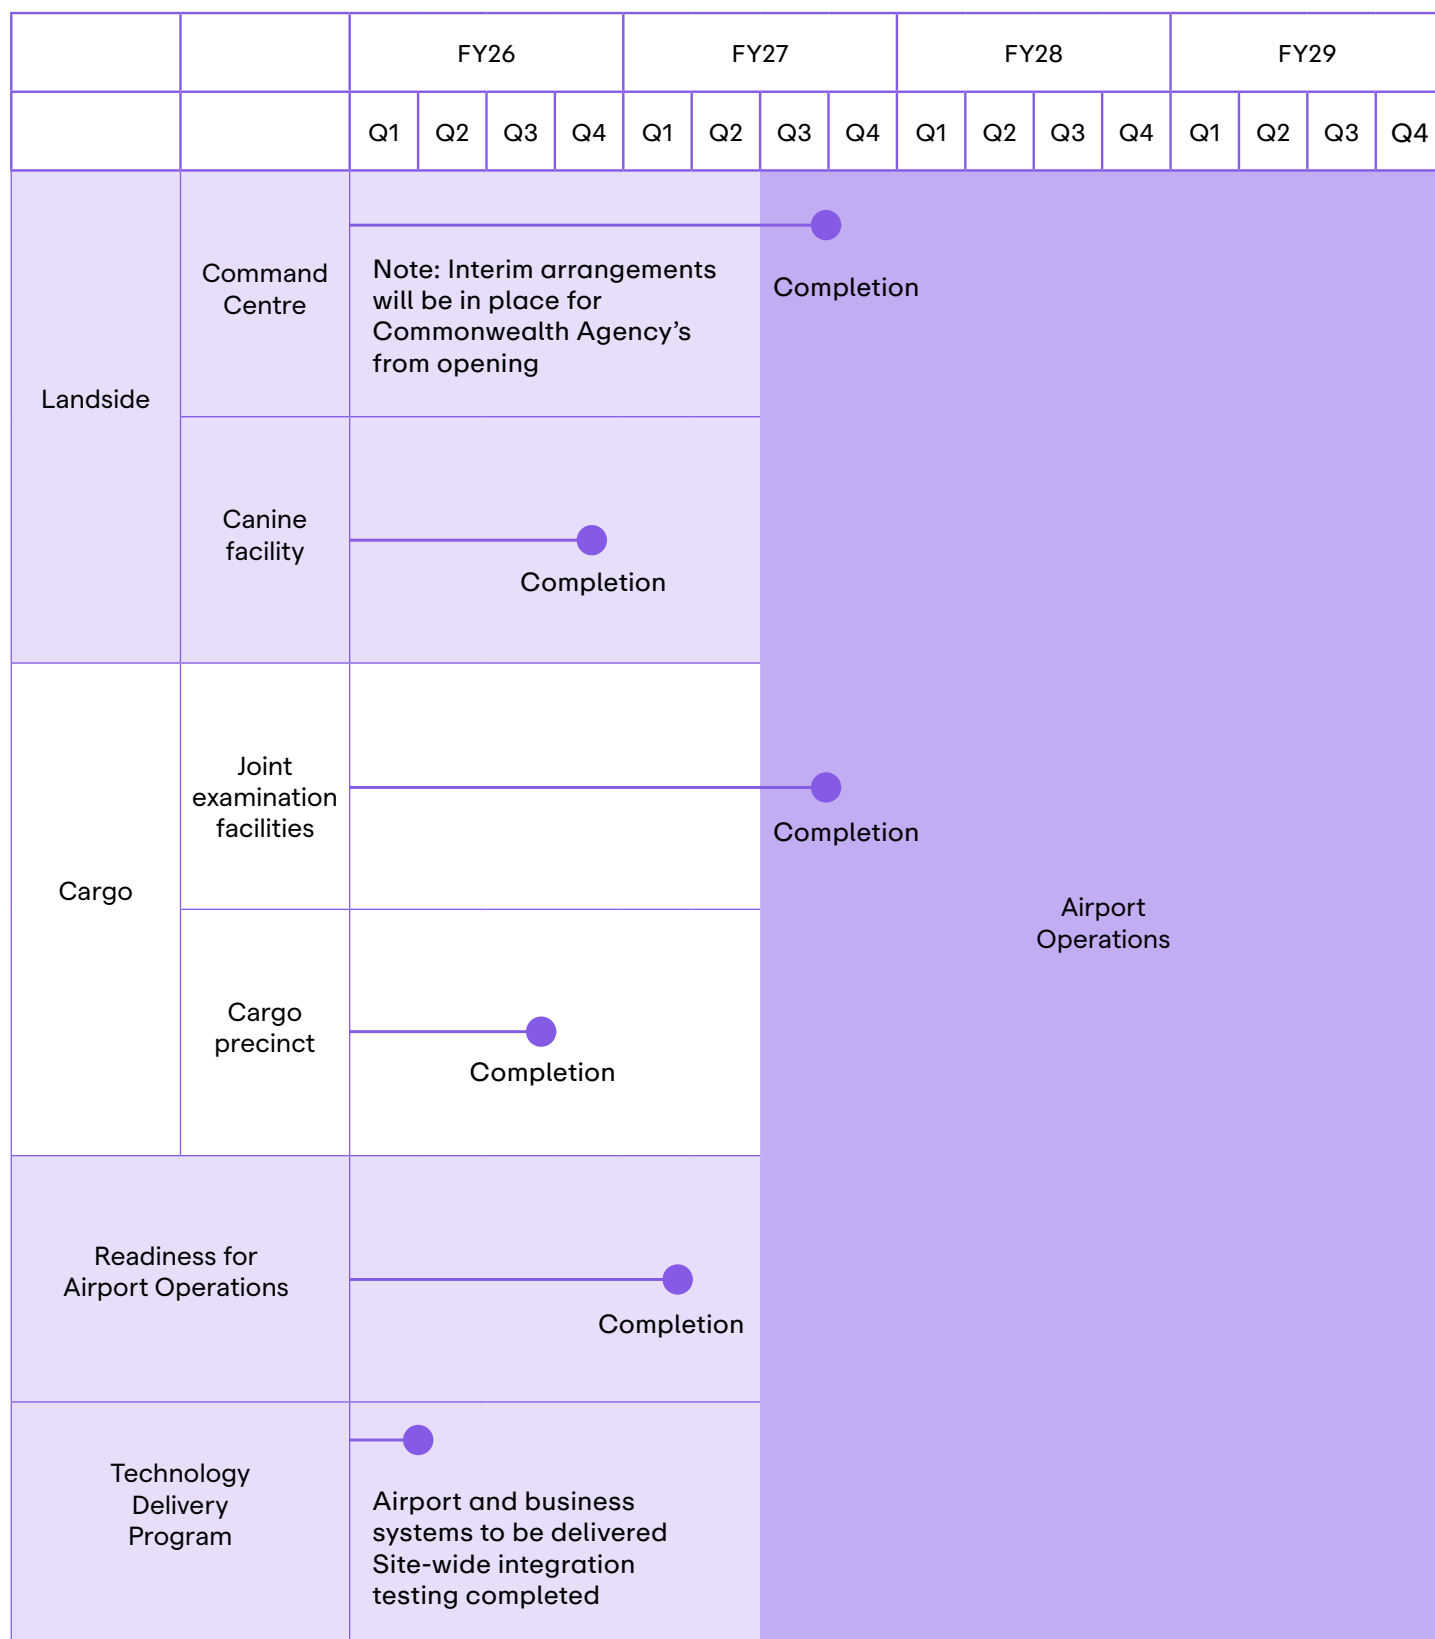 FY26 FY27 FY28 FY29
Q1 Q2 Q3 Q4 Q1 Q2 Q3 Q4 Q1 Q2 Q3 Q4 Q1 Q2 Q3 Q4
Landside
Command
Centre
Note: Interim arrangements
will be in place for
Commonwealth Agency’s
from opening
Completion
Canine
facility
Completion
Cargo
Joint
examination
facilities
Completion
Cargo
precinct
Completion
Airport
Operations
Readiness for
Airport Operations
Completion
Technology
Delivery
Program
Airport and business
systems to be delivered
Site-wide integration
testing completed